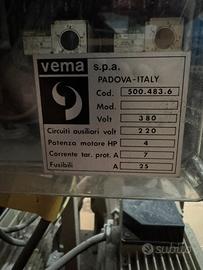 vema s.p.a.
PADOVA-ITALY
Cod. 500.483.6
Mod.
Volt 380
Circuiti ausiliari volt 220
Potenza motore HP 4
Corrente tar. prot. A 7
Fusibili A 25
subito